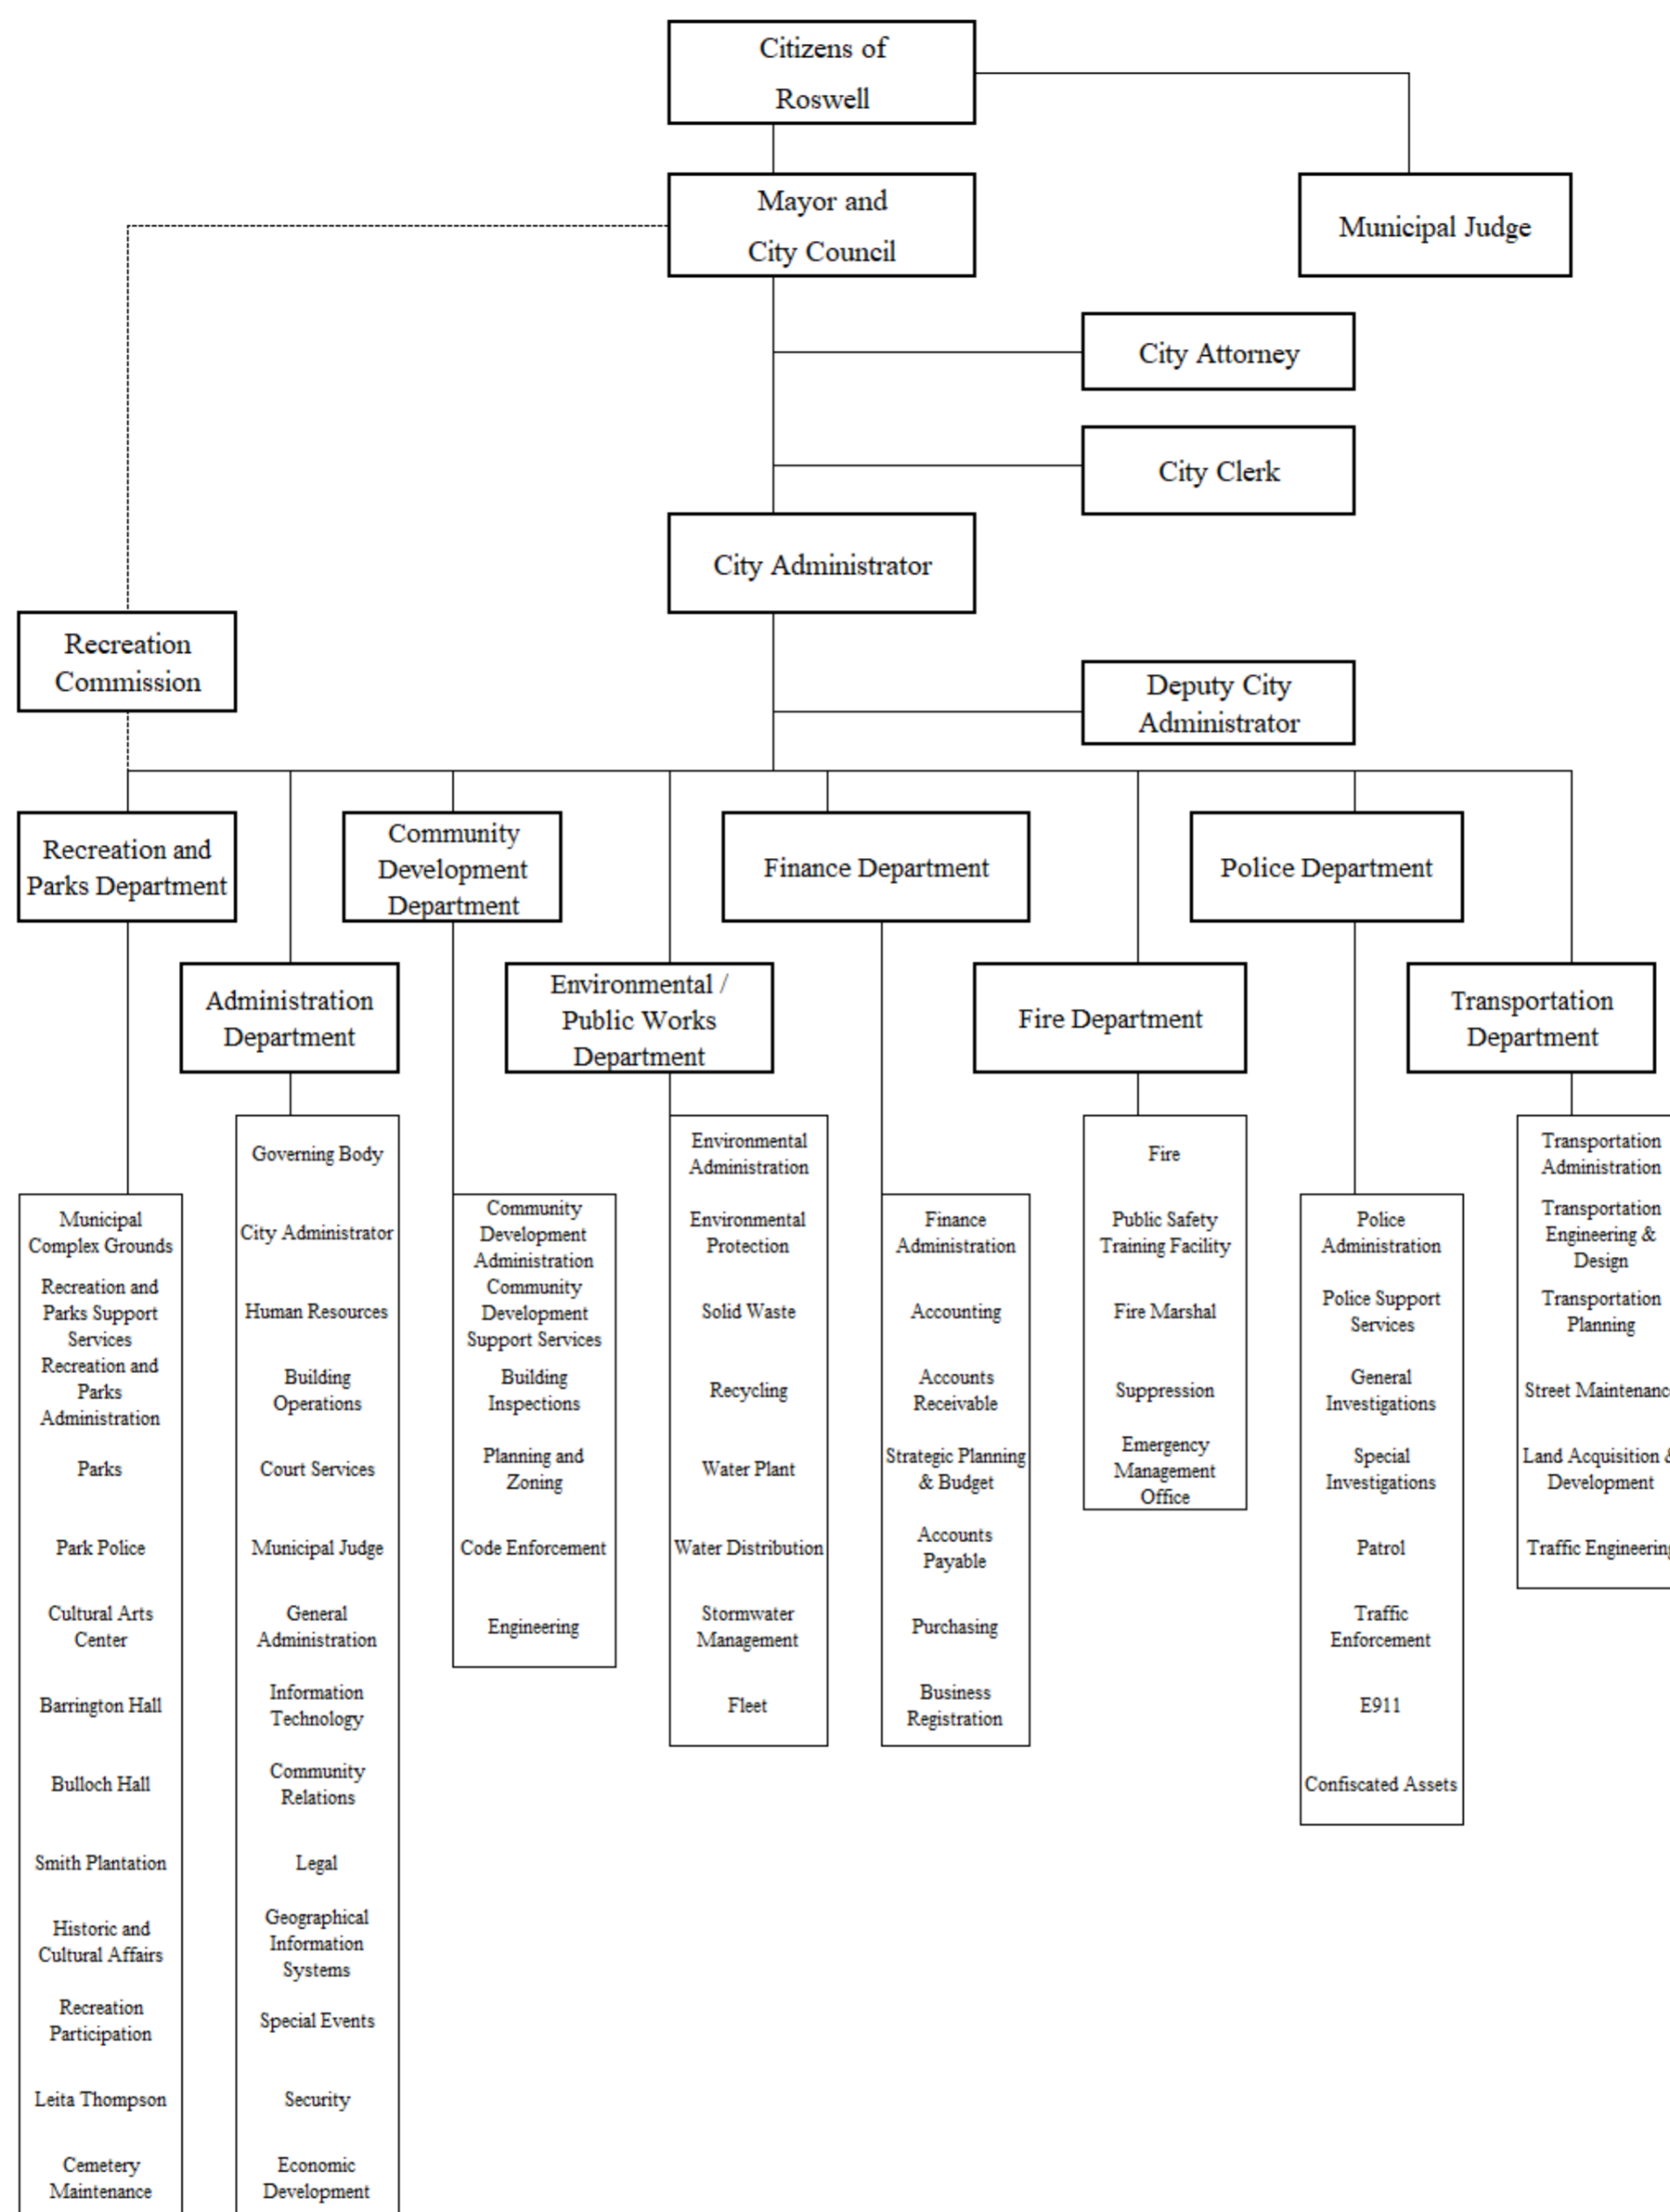 Citizens of
Roswell
Mayor and
City Council
Municipal Judge
City Attorney
City Clerk
City Administrator
Recreation
Commission
Deputy City
Administrator
Recreation and
Parks Department
Community
Development
Department
Finance Department
Police Department
Administration
Department
Environmental /
Public Works
Department
Fire Department
Transportation
Department
Municipal
Complex Grounds
Recreation and
Parks Support
Services
Recreation and
Parks
Administration
Parks
Park Police
Cultural Arts
Center
Barrington Hall
Bulloch Hall
Smith Plantation
Historic and
Cultural Affairs
Recreation
Participation
Leita Thompson
Cemetery
Maintenance
Governing Body
City Administrator
Human Resources
Building
Operations
Court Services
Municipal Judge
General
Administration
Information
Technology
Community
Relations
Legal
Geographical
Information
Systems
Special Events
Security
Economic
Development
Community
Development
Administration
Community
Development
Support Services
Building
Inspections
Planning and
Zoning
Code Enforcement
Engineering
Environmental
Administration
Environmental
Protection
Solid Waste
Recycling
Water Plant
Water Distribution
Stormwater
Management
Fleet
Finance
Administration
Accounting
Accounts
Receivable
Strategic Planning
& Budget
Accounts
Payable
Purchasing
Business
Registration
Fire
Public Safety
Training Facility
Fire Marshal
Suppression
Emergency
Management
Office
Police
Administration
Police Support
Services
General
Investigations
Special
Investigations
Patrol
Traffic
Enforcement
E911
Confiscated Assets
Transportation
Administration
Transportation
Engineering &
Design
Transportation
Planning
Street Maintenance
Land Acquisition &
Development
Traffic Engineering